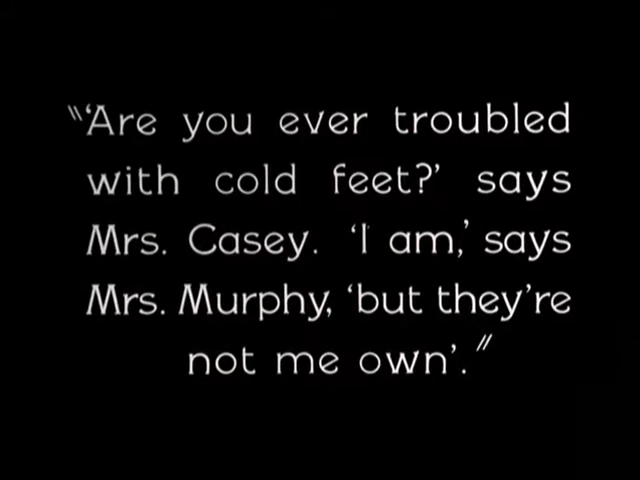 "'Are you ever troubled
with cold feet?' says
Mrs. Casey. 'I am,' says
Mrs. Murphy, 'but they're
not me own'."